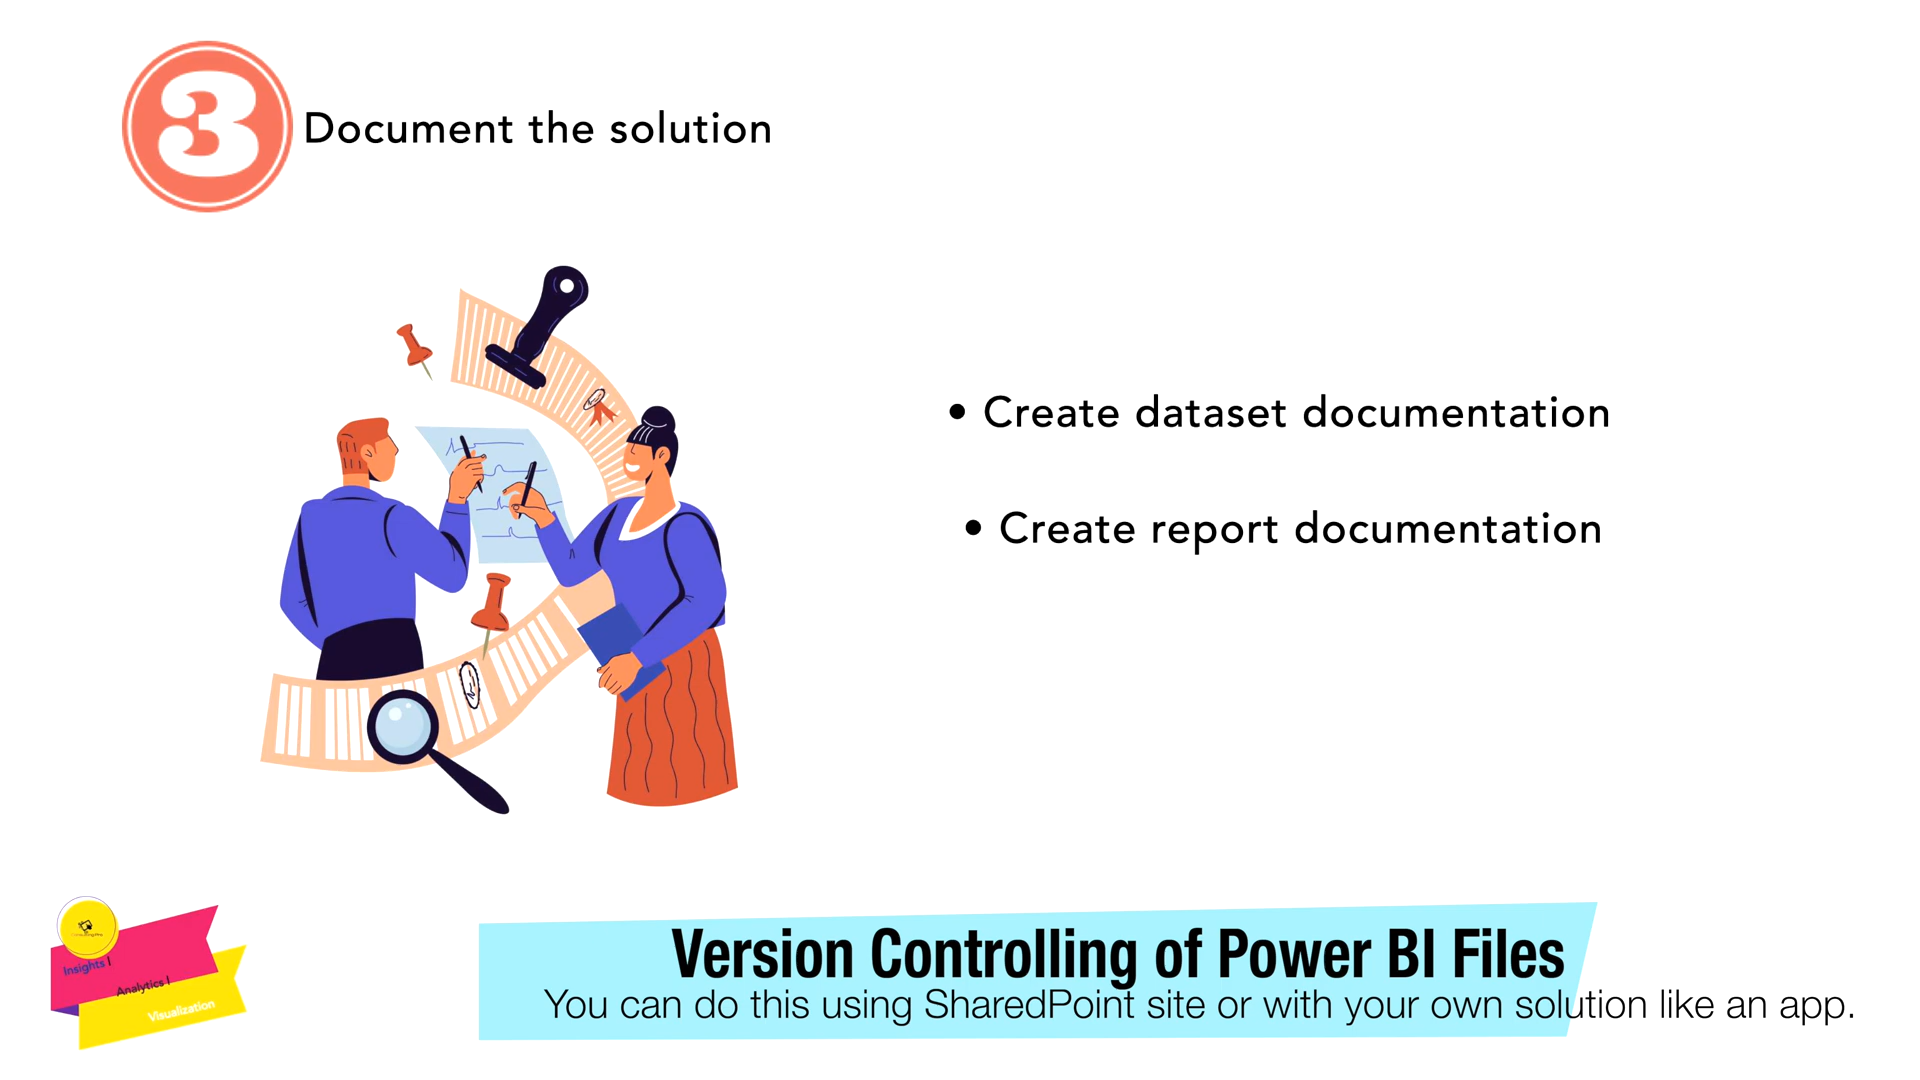 3
Document the solution
• Create dataset documentation
• Create report documentation
Insights |
Analytics |
Visualization
Version Controlling of Power BI Files
You can do this using SharedPoint site or with your own solution like an app.